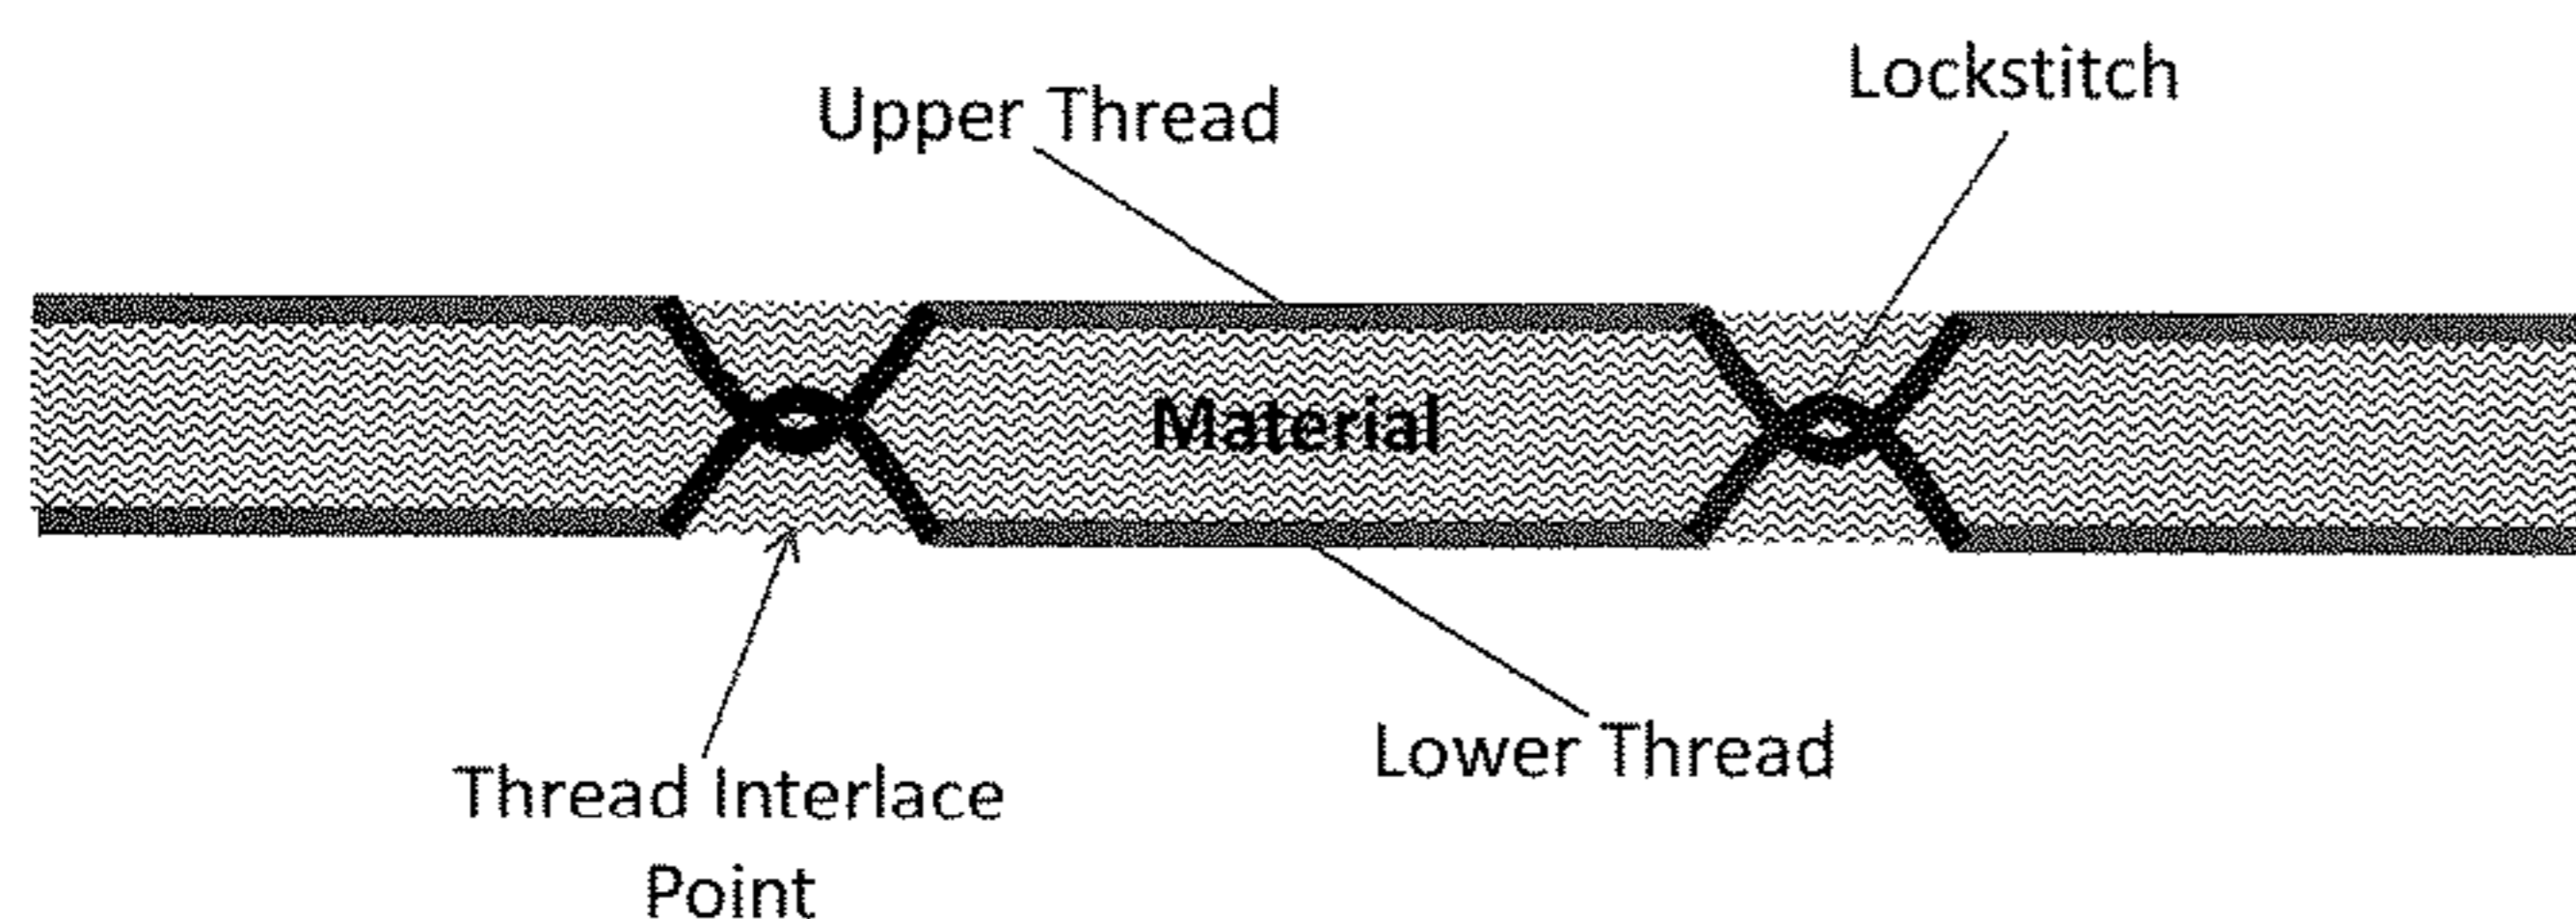 Lockstitch
Upper Thread
Material
Lower Thread
Thread Interlace
Point